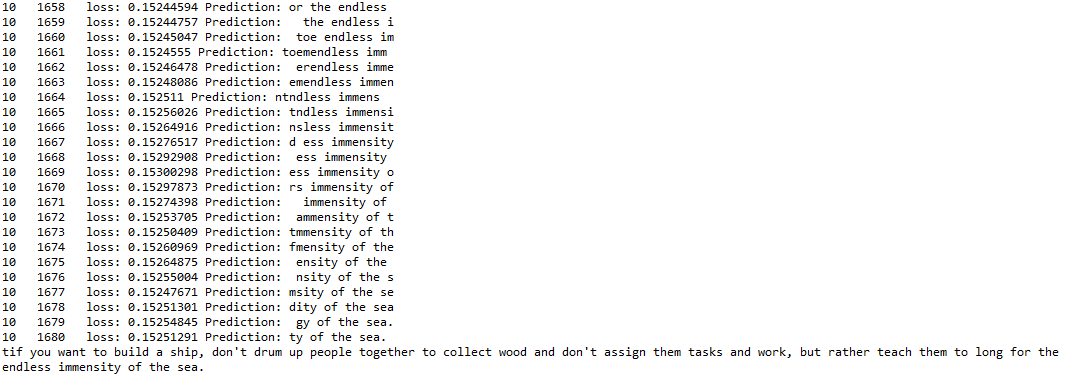 10 1658 loss: 0.15244594 Prediction: or the endless
10 1659 loss: 0.15244757 Prediction: the endless i
10 1660 loss: 0.15245047 Prediction: toe endless im
10 1661 loss: 0.1524555 Prediction: toemendless imm
10 1662 loss: 0.15246478 Prediction: erendless imme
10 1663 loss: 0.15248086 Prediction: emendless immen
10 1664 loss: 0.152511 Prediction: ntndless immens
10 1665 loss: 0.15256026 Prediction: tndless immensi
10 1666 loss: 0.15264916 Prediction: nsless immensit
10 1667 loss: 0.15276517 Prediction: d ess immensity
10 1668 loss: 0.15292908 Prediction: ess immensity
10 1669 loss: 0.15300298 Prediction: ess immensity o
10 1670 loss: 0.15297873 Prediction: rs immensity of
10 1671 loss: 0.15274398 Prediction: immensity of
10 1672 loss: 0.15253705 Prediction: ammensity of t
10 1673 loss: 0.15250409 Prediction: tmmensity of th
10 1674 loss: 0.15260969 Prediction: fmensity of the
10 1675 loss: 0.15264875 Prediction: ensity of the
10 1676 loss: 0.15255004 Prediction: nsity of the s
10 1677 loss: 0.15247671 Prediction: msity of the se
10 1678 loss: 0.15251301 Prediction: dity of the sea
10 1679 loss: 0.15254845 Prediction: gy of the sea.
10 1680 loss: 0.15251291 Prediction: ty of the sea.
tif you want to build a ship, don't drum up people together to collect wood and don't assign them tasks and work, but rather teach them to long for the
endless immensity of the sea.